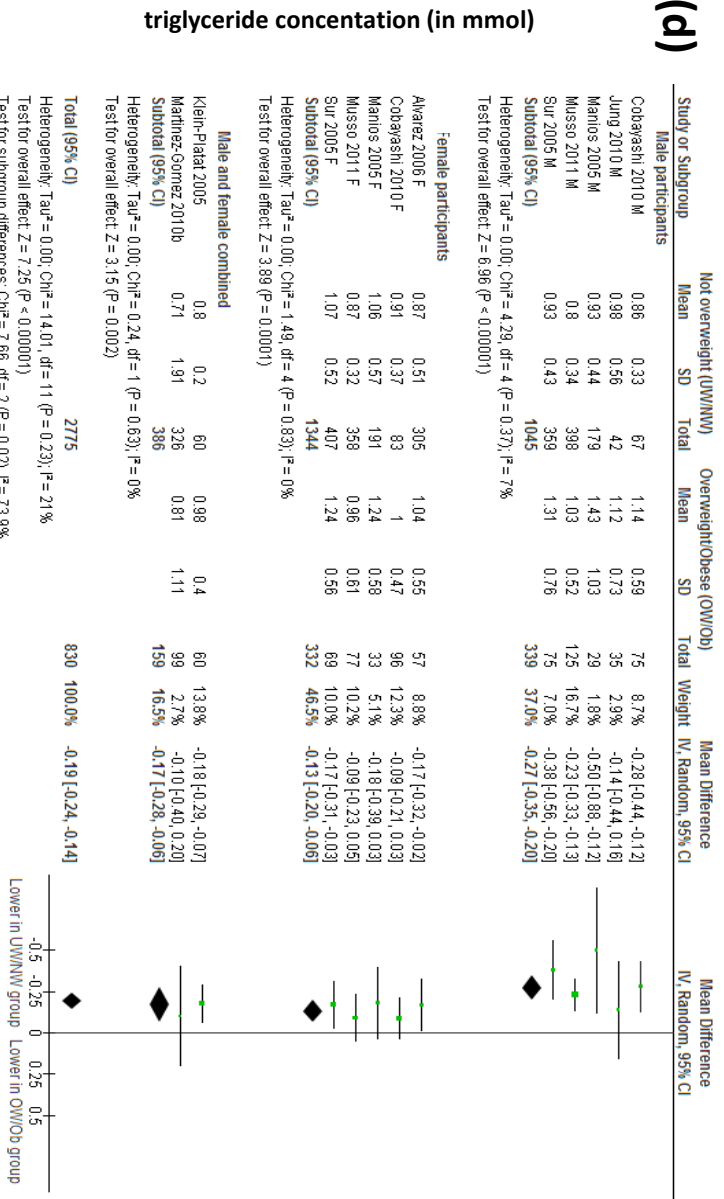 (d)
triglyceride concentation (in mmol)
Not overweight (UW/NW) Overweight/Obese (OW/Ob) Mean Difference Mean Difference
Study or Subgroup Mean SD Total Mean SD Total Weight IV, Random, 95% CI IV, Random, 95% CI
Male participants
Cobayashi 2010 M 0.86 0.33 67 1.14 0.59 75 8.7% -0.28 [-0.44, -0.12]
Jung 2010 M 0.98 0.56 42 1.12 0.73 35 2.9% -0.14 [-0.44, 0.16]
Manios 2005 M 0.93 0.44 179 1.43 1.03 29 1.8% -0.50 [-0.88, -0.12]
Musso 2011 M 0.8 0.34 398 1.03 0.52 125 16.7% -0.23 [-0.33, -0.13]
Sur 2005 M 0.93 0.43 359 1.31 0.76 75 7.0% -0.38 [-0.56, -0.20]
Subtotal (95% CI) 1045 339 37.0% -0.27 [-0.35, -0.20]
Heterogeneity: Tau² = 0.00; Chi² = 4.29, df = 4 (P = 0.37); I² = 7%
Test for overall effect: Z = 6.96 (P < 0.00001)
Female participants
Alvarez 2006 F 0.87 0.51 305 1.04 0.55 57 8.8% -0.17 [-0.32, -0.02]
Cobayashi 2010 F 0.91 0.37 83 1 0.47 96 12.3% -0.09 [-0.21, 0.03]
Manios 2005 F 1.06 0.57 191 1.24 0.58 33 5.1% -0.18 [-0.39, 0.03]
Musso 2011 F 0.87 0.32 358 0.96 0.61 77 10.2% -0.09 [-0.23, 0.05]
Sur 2005 F 1.07 0.52 407 1.24 0.56 69 10.0% -0.17 [-0.31, -0.03]
Subtotal (95% CI) 1344 332 46.5% -0.13 [-0.20, -0.06]
Heterogeneity: Tau² = 0.00; Chi² = 1.49, df = 4 (P = 0.83); I² = 0%
Test for overall effect: Z = 3.89 (P = 0.0001)
Male and female combined
Klein-Platat 2005 0.8 0.2 60 0.98 0.4 60 13.8% -0.18 [-0.29, -0.07]
Martinez-Gomez 2010b 0.71 1.91 326 0.81 1.11 99 2.7% -0.10 [-0.40, 0.20]
Subtotal (95% CI) 386 159 16.5% -0.17 [-0.28, -0.06]
Heterogeneity: Tau² = 0.00; Chi² = 0.24, df = 1 (P = 0.63); I² = 0%
Test for overall effect: Z = 3.15 (P = 0.002)
Total (95% CI) 2775 830 100.0% -0.19 [-0.24, -0.14]
Heterogeneity: Tau² = 0.00; Chi² = 14.01, df = 11 (P = 0.23); I² = 21%
Test for overall effect: Z = 7.25 (P < 0.00001)
Test for subgroup differences: Chi² = 7.66, df = 2 (P = 0.02), I² = 73.9%
-0.5 -0.25 0 0.25 0.5
Lower in UW/NW group Lower in OW/Ob group